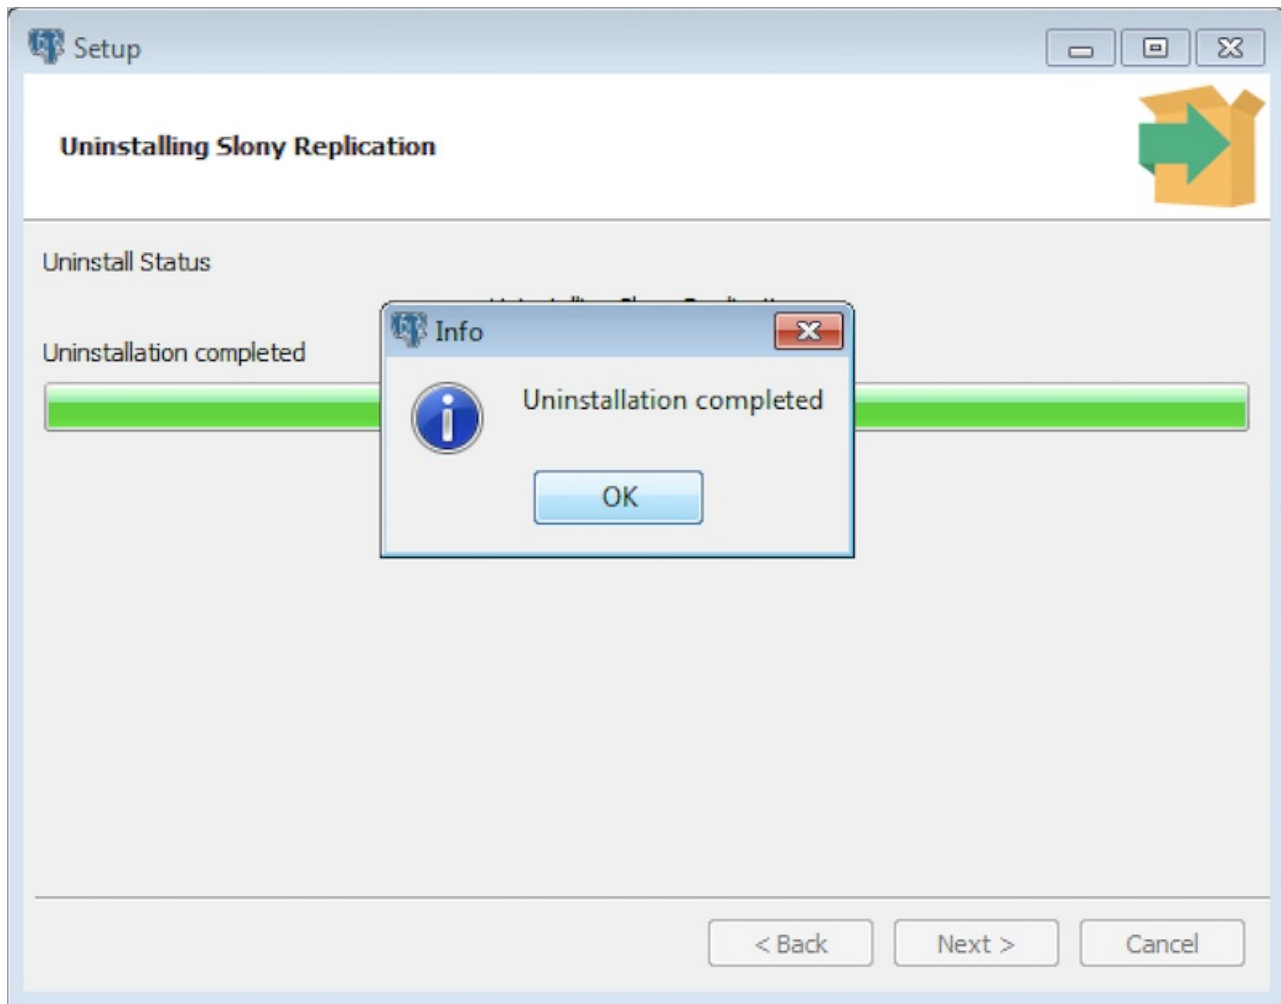 Setup
Uninstalling Slony Replication
Uninstall Status
Uninstallation completed
Info
Uninstallation completed
OK
< Back
Next >
Cancel